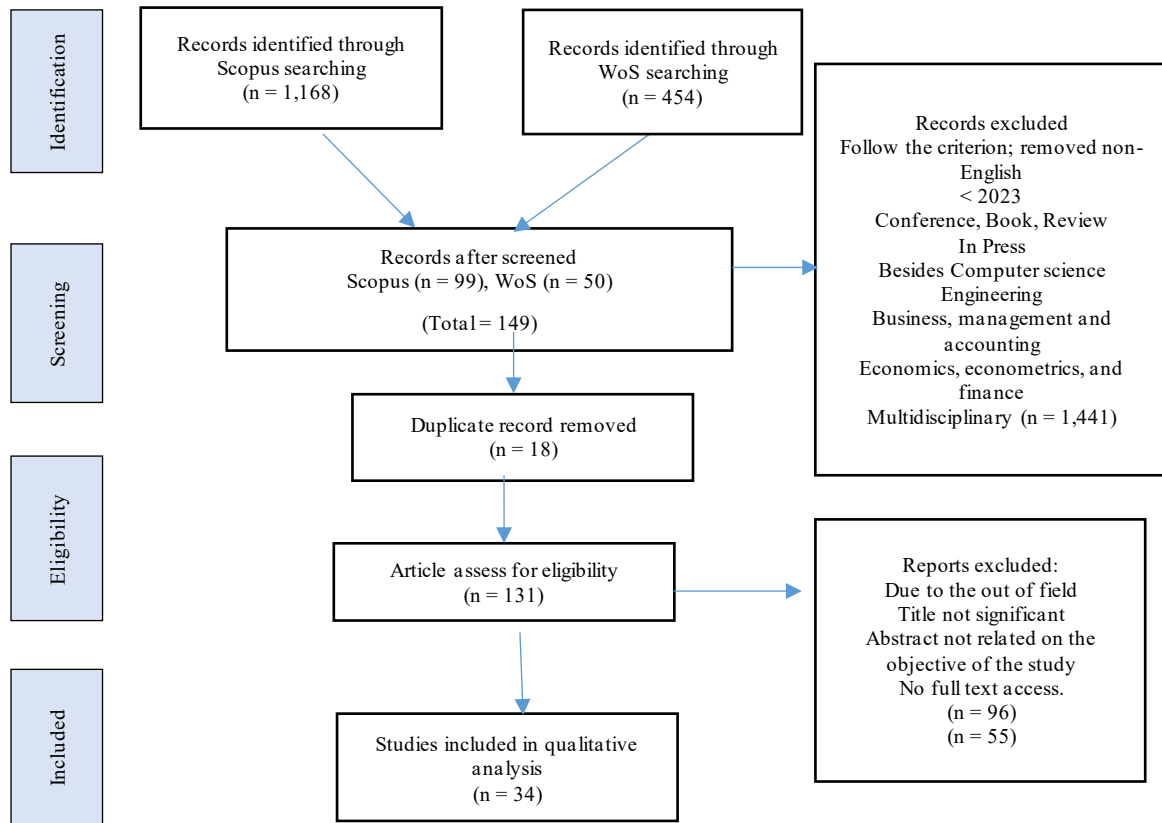 Identification
Records identified through
Scopus searching
(n = 1,168)
Records identified through
WoS searching
(n = 454)
Records excluded
Follow the criterion; removed non-
English
< 2023
Conference, Book, Review
In Press
Besides Computer science
Engineering
Business, management and
accounting
Economics, econometrics, and
finance
Multidisciplinary (n = 1,441)
Screening
Records after screened
Scopus (n = 99), WoS (n = 50)
(Total = 149)
Duplicate record removed
(n = 18)
Eligibility
Article assess for eligibility
(n = 131)
Reports excluded:
Due to the out of field
Title not significant
Abstract not related on the
objective of the study
No full text access.
(n = 96)
(n = 55)
Included
Studies included in qualitative
analysis
(n = 34)